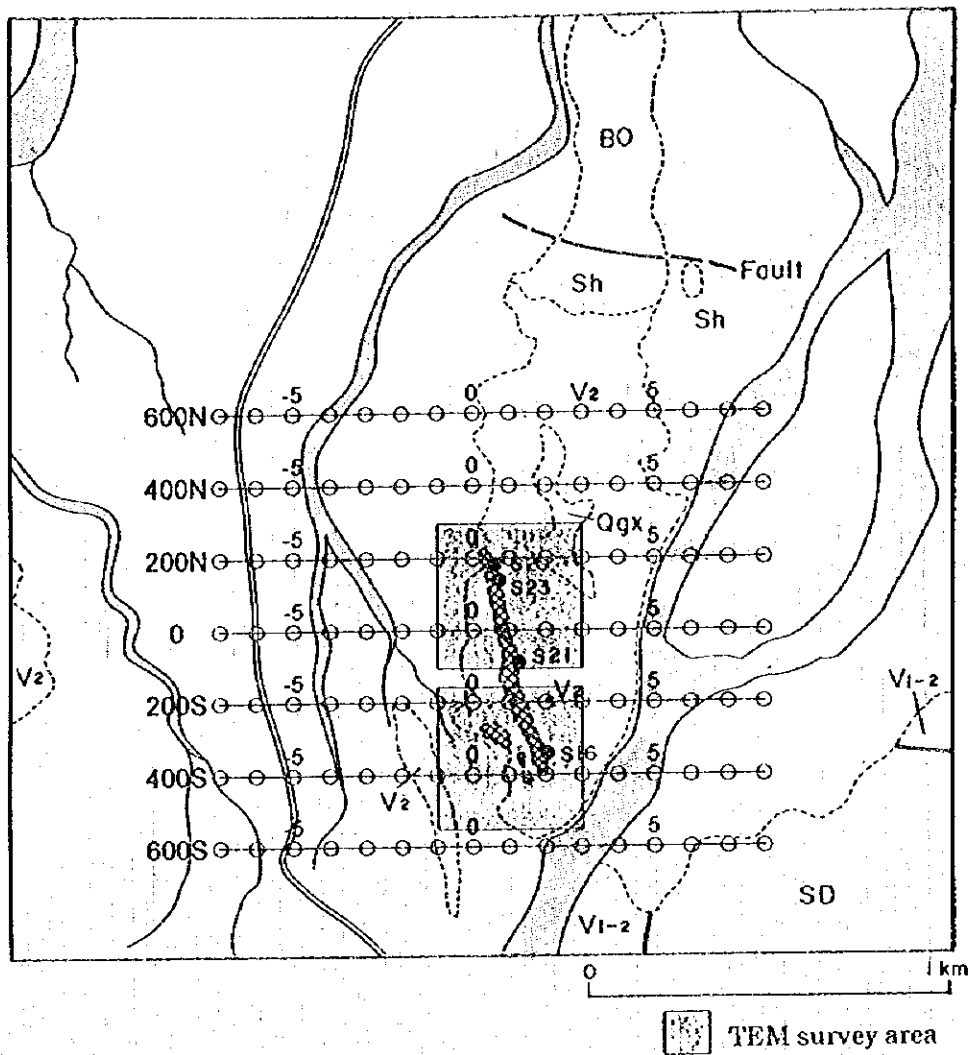 BO
Fault
Sh
Sh
-5 0 V2 5
600N
-5 0 5
400N
Qgx
-5 0 5
200N
S23
-5 0 5
0
S21
V2
-5 0 V2 5
200S
V1-2
-5 0 S16 5
400S
V2
-5 0 5
600S
SD
V1-2
0 1 km
TEM survey area